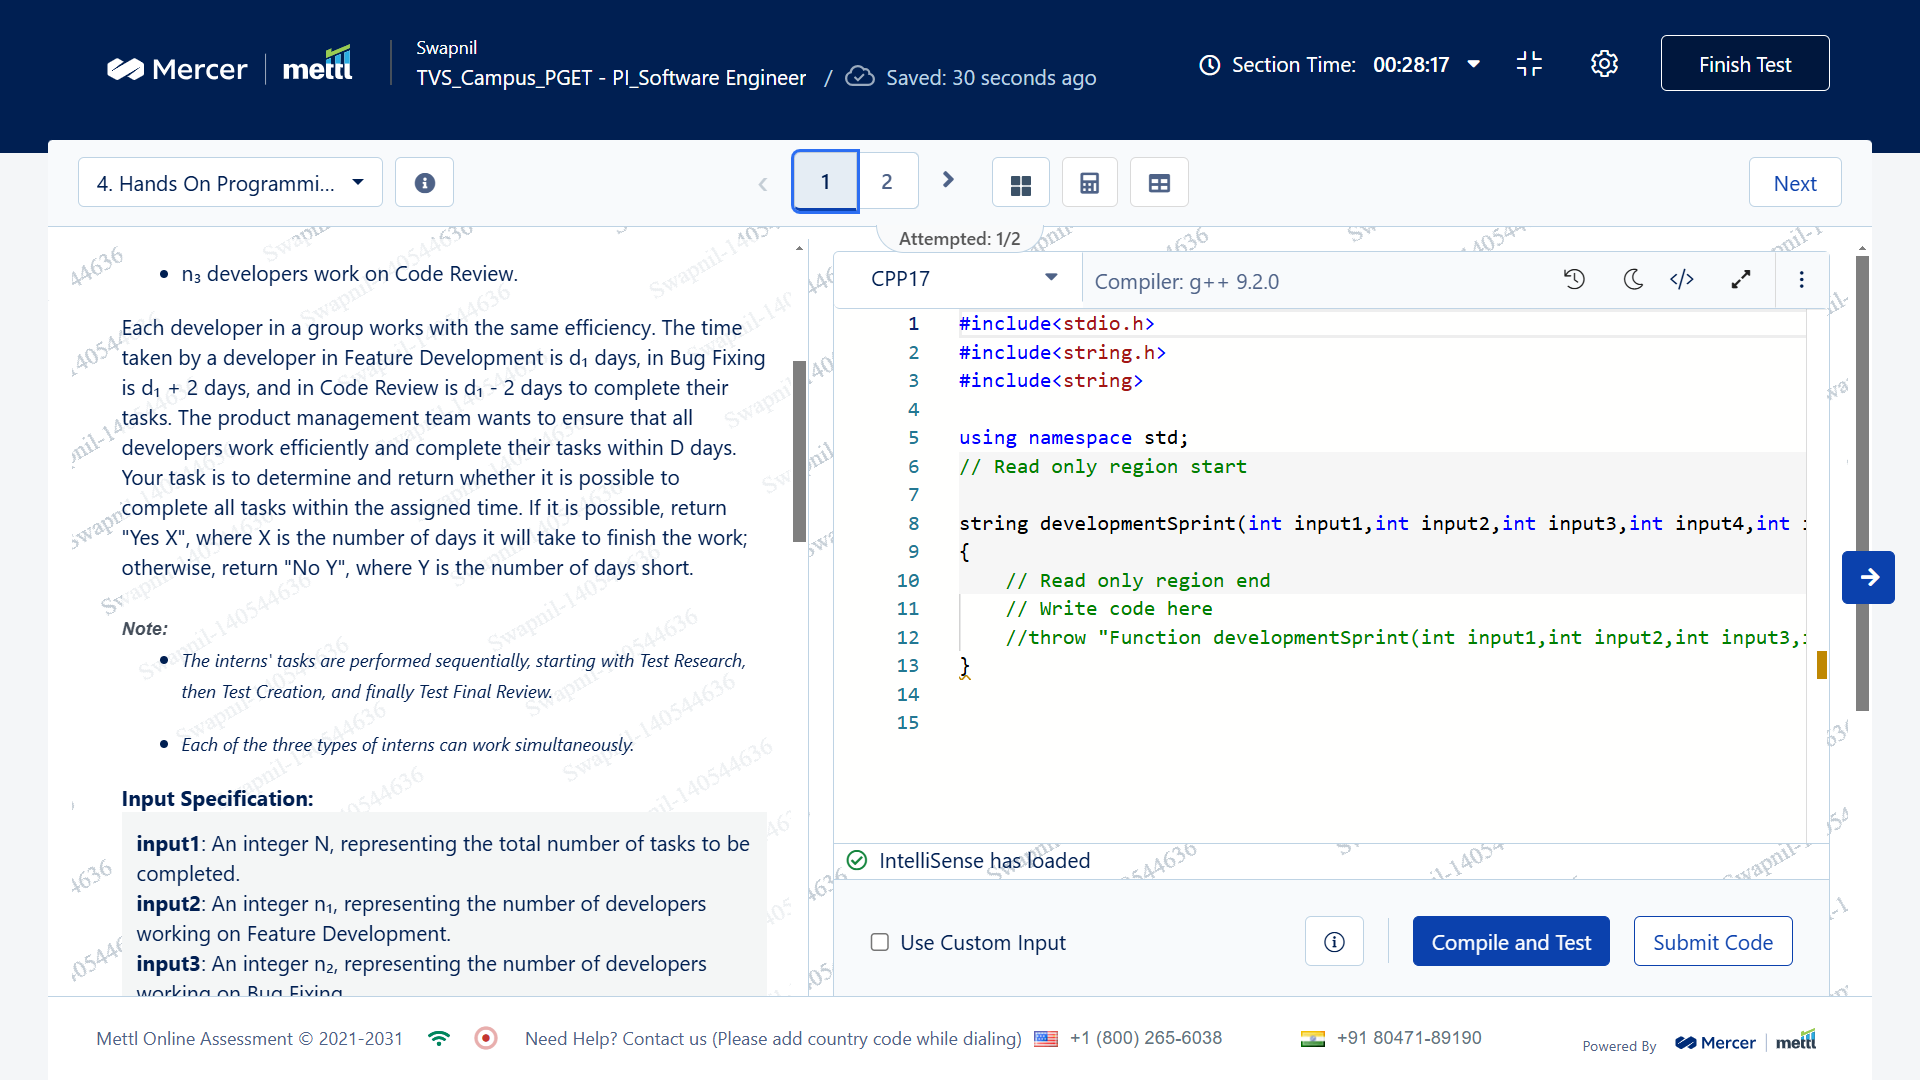 Mercer mettl
Swapnil
TVS_Campus_PGET - PI_Software Engineer / Saved: 30 seconds ago
Section Time: 00:28:17
Finish Test
4. Hands On Programmi...
1 2
Next
Attempted: 1/2
n₃ developers work on Code Review.
Each developer in a group works with the same efficiency. The time
taken by a developer in Feature Development is d₁ days, in Bug Fixing
is d₁ + 2 days, and in Code Review is d₁ - 2 days to complete their
tasks. The product management team wants to ensure that all
developers work efficiently and complete their tasks within D days.
Your task is to determine and return whether it is possible to
complete all tasks within the assigned time. If it is possible, return
"Yes X", where X is the number of days it will take to finish the work;
otherwise, return "No Y", where Y is the number of days short.
Note:
The interns' tasks are performed sequentially, starting with Test Research,
then Test Creation, and finally Test Final Review.
Each of the three types of interns can work simultaneously.
Input Specification:
input1: An integer N, representing the total number of tasks to be
completed.
input2: An integer n₁, representing the number of developers
working on Feature Development.
input3: An integer n₂, representing the number of developers
working on Bug Fixing
CPP17
Compiler: g++ 9.2.0
1 #include<stdio.h>
2 #include<string.h>
3 #include<string>
4
5 using namespace std;
6 // Read only region start
7
8 string developmentSprint(int input1,int input2,int input3,int input4,int
9 {
10 // Read only region end
11 // Write code here
12 //throw "Function developmentSprint(int input1,int input2,int input3,
13 }
14
15
IntelliSense has loaded
Use Custom Input
Compile and Test
Submit Code
Mettl Online Assessment © 2021-2031
Need Help? Contact us (Please add country code while dialing)
+1 (800) 265-6038
+91 80471-89190
Powered By
Mercer mettl
Swapnil-140544636